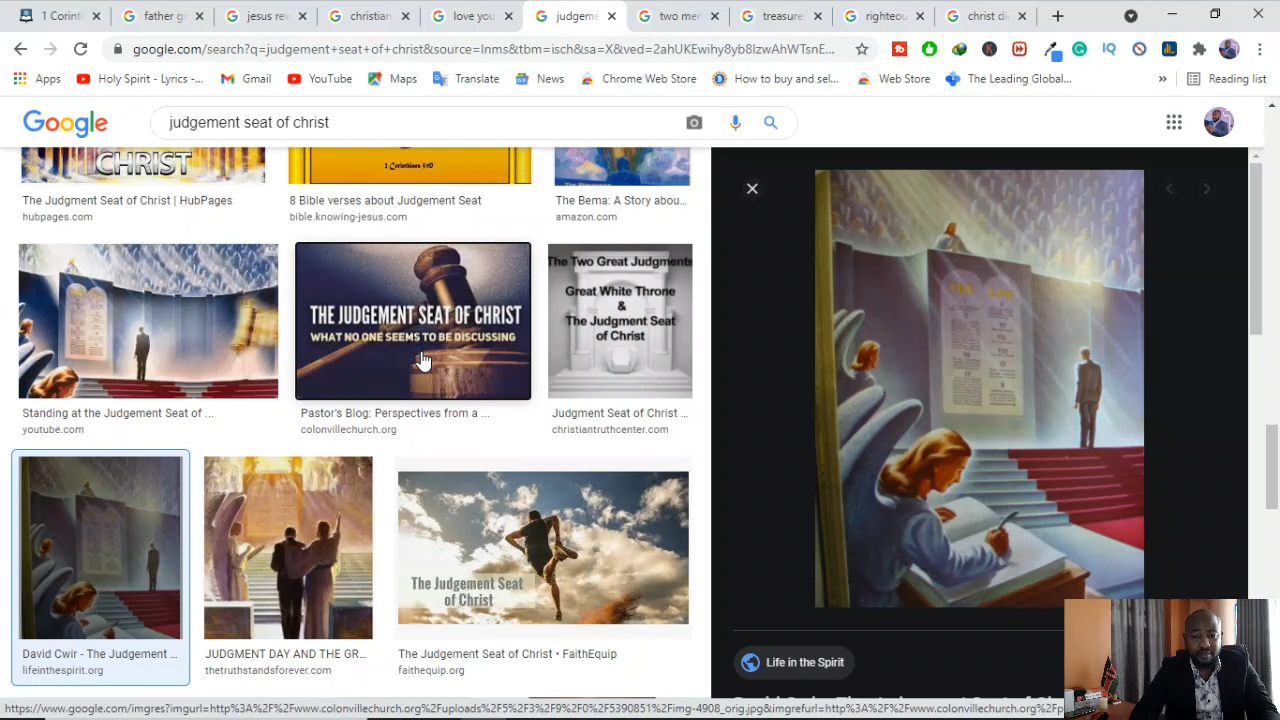 1 Corint
father g
jesus re
christian
love you
judgeme
two mer
treasure
righteou
christ di
google.com/search?q=judgement+seat+of+christ&source=lnms&tbm=isch&sa=X&ved=2ahUKEwihy8yb8IzwAhWTsnE...
Apps
Holy Spirit - Lyrics -...
Gmail
YouTube
Maps
Translate
News
Chrome Web Store
How to buy and sel...
Web Store
The Leading Global...
»
Reading list
Google
judgement seat of christ
CHRIST
1 Corinthians 5:10
The Judgment Seat of Christ | HubPages
8 Bible verses about Judgement Seat
The Bema: A Story abou...
hubpages.com
bible.knowing-jesus.com
amazon.com
THE JUDGEMENT SEAT OF CHRIST
WHAT NO ONE SEEMS TO BE DISCUSSING
The Two Great Judgments
Great White Throne
&
The Judgment Seat
of Christ
Standing at the Judgement Seat of ...
Pastor's Blog: Perspectives from a ...
Judgment Seat of Christ ...
youtube.com
colonvillechurch.org
christiantruthcenter.com
The Judgement Seat
of Christ
David Cwir - The Judgement ...
JUDGMENT DAY AND THE GR...
The Judgement Seat of Christ • FaithEquip
lifeinthespirit.org
thetruthstandsforever.com
faithequip.org
Life in the Spirit
https://www.google.com/imgres?imgurl=http%3A%2F%2Fwww.colonvillechurch.org%2Fuploads%2F5%2F3%2F9%2F0%2F5390851%2Fimg-4908_orig.jpg&imgrefurl=http%3A%2F%2Fwww.colonvillechurch.org%2Fp